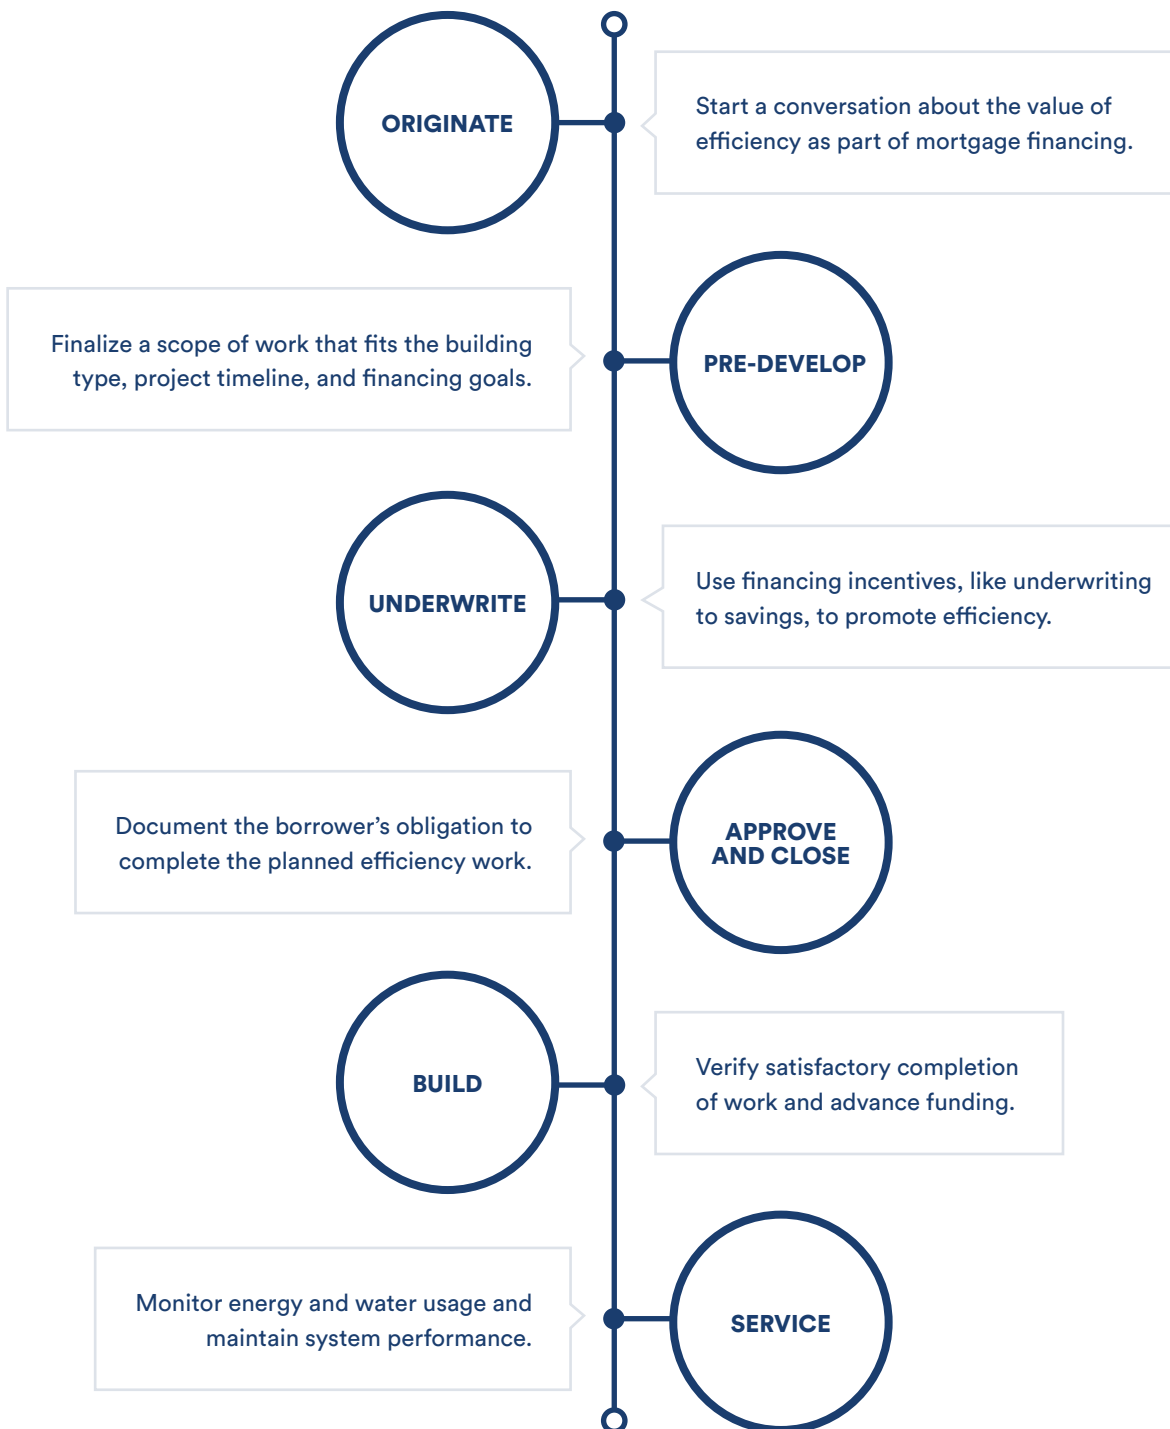 ORIGINATE
Start a conversation about the value of
efficiency as part of mortgage financing.
Finalize a scope of work that fits the building
type, project timeline, and financing goals.
PRE-DEVELOP
UNDERWRITE
Use financing incentives, like underwriting
to savings, to promote efficiency.
Document the borrower’s obligation to
complete the planned efficiency work.
APPROVE
AND CLOSE
BUILD
Verify satisfactory completion
of work and advance funding.
Monitor energy and water usage and
maintain system performance.
SERVICE